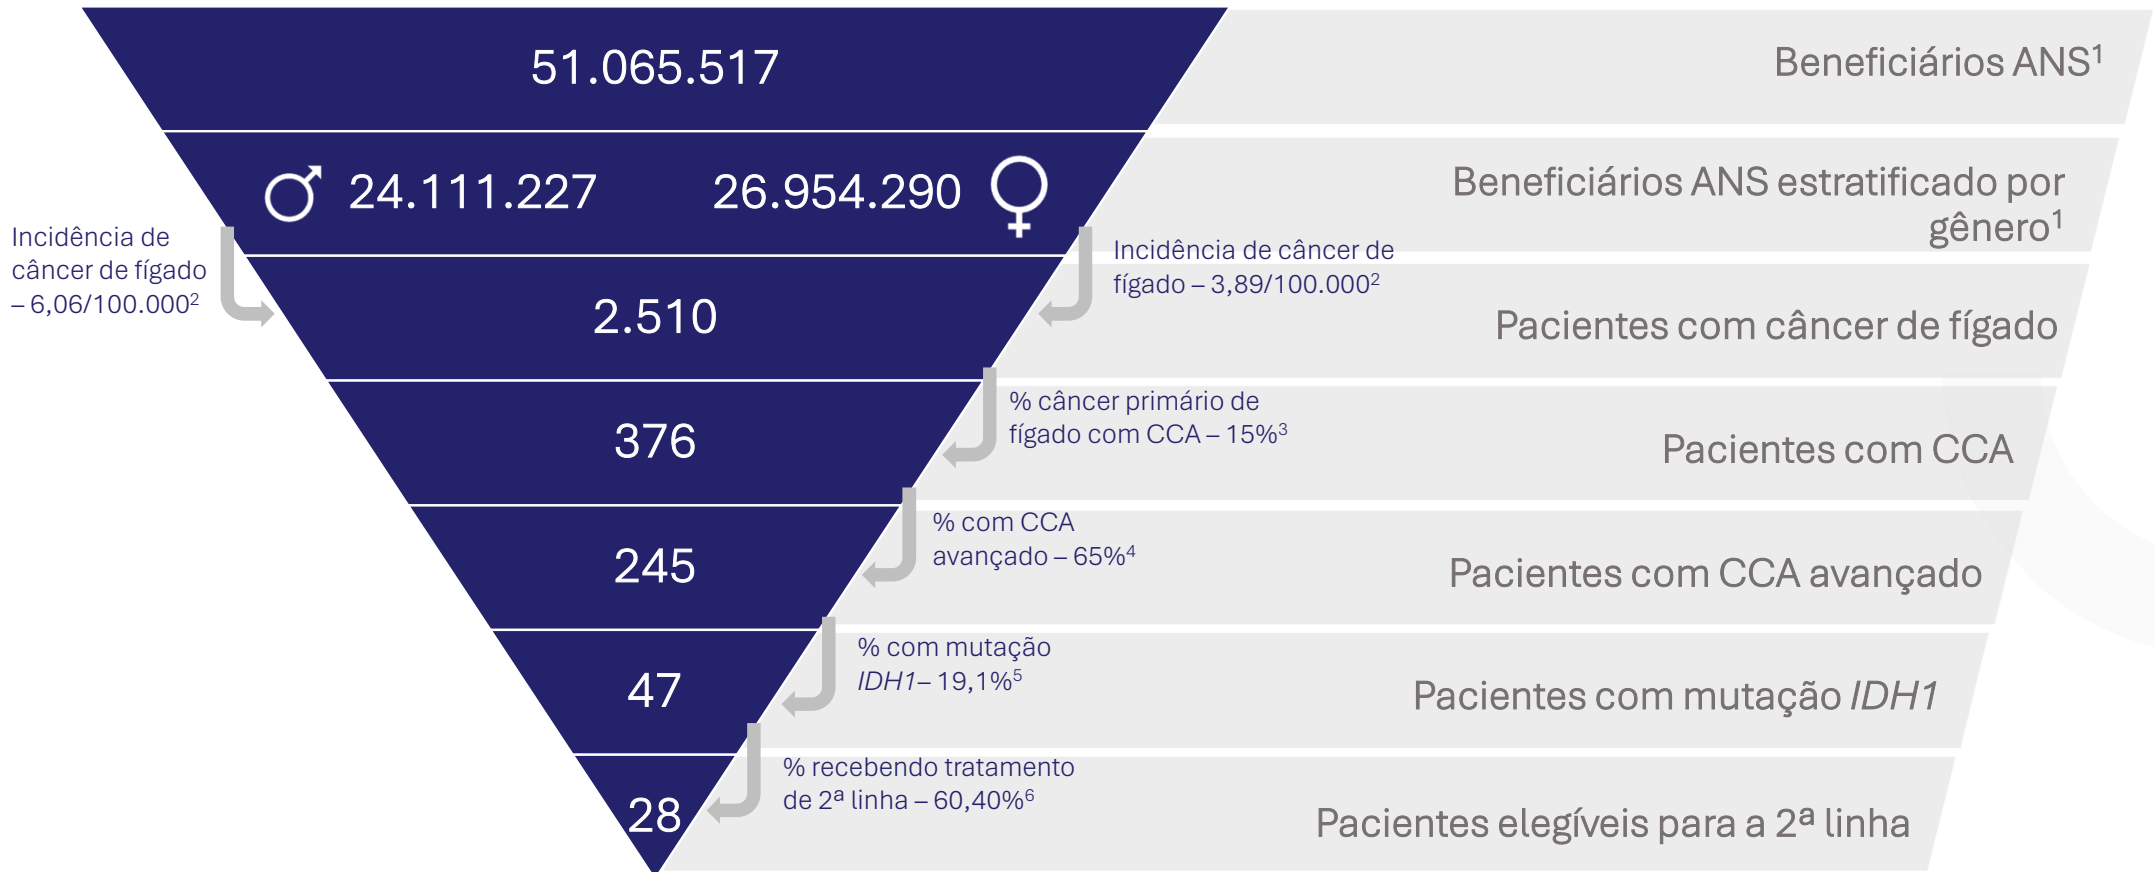 51.065.517
Beneficiários ANS¹
24.111.227
26.954.290
Beneficiários ANS estratificado por
gênero¹
Incidência de
câncer de fígado
– 6,06/100.000²
Incidência de câncer de
fígado – 3,89/100.000²
2.510
Pacientes com câncer de fígado
% câncer primário de
fígado com CCA – 15%³
376
Pacientes com CCA
% com CCA
avançado – 65%⁴
245
Pacientes com CCA avançado
% com mutação
IDH1– 19,1%⁵
47
Pacientes com mutação IDH1
% recebendo tratamento
de 2ª linha – 60,40%⁶
28
Pacientes elegíveis para a 2ª linha